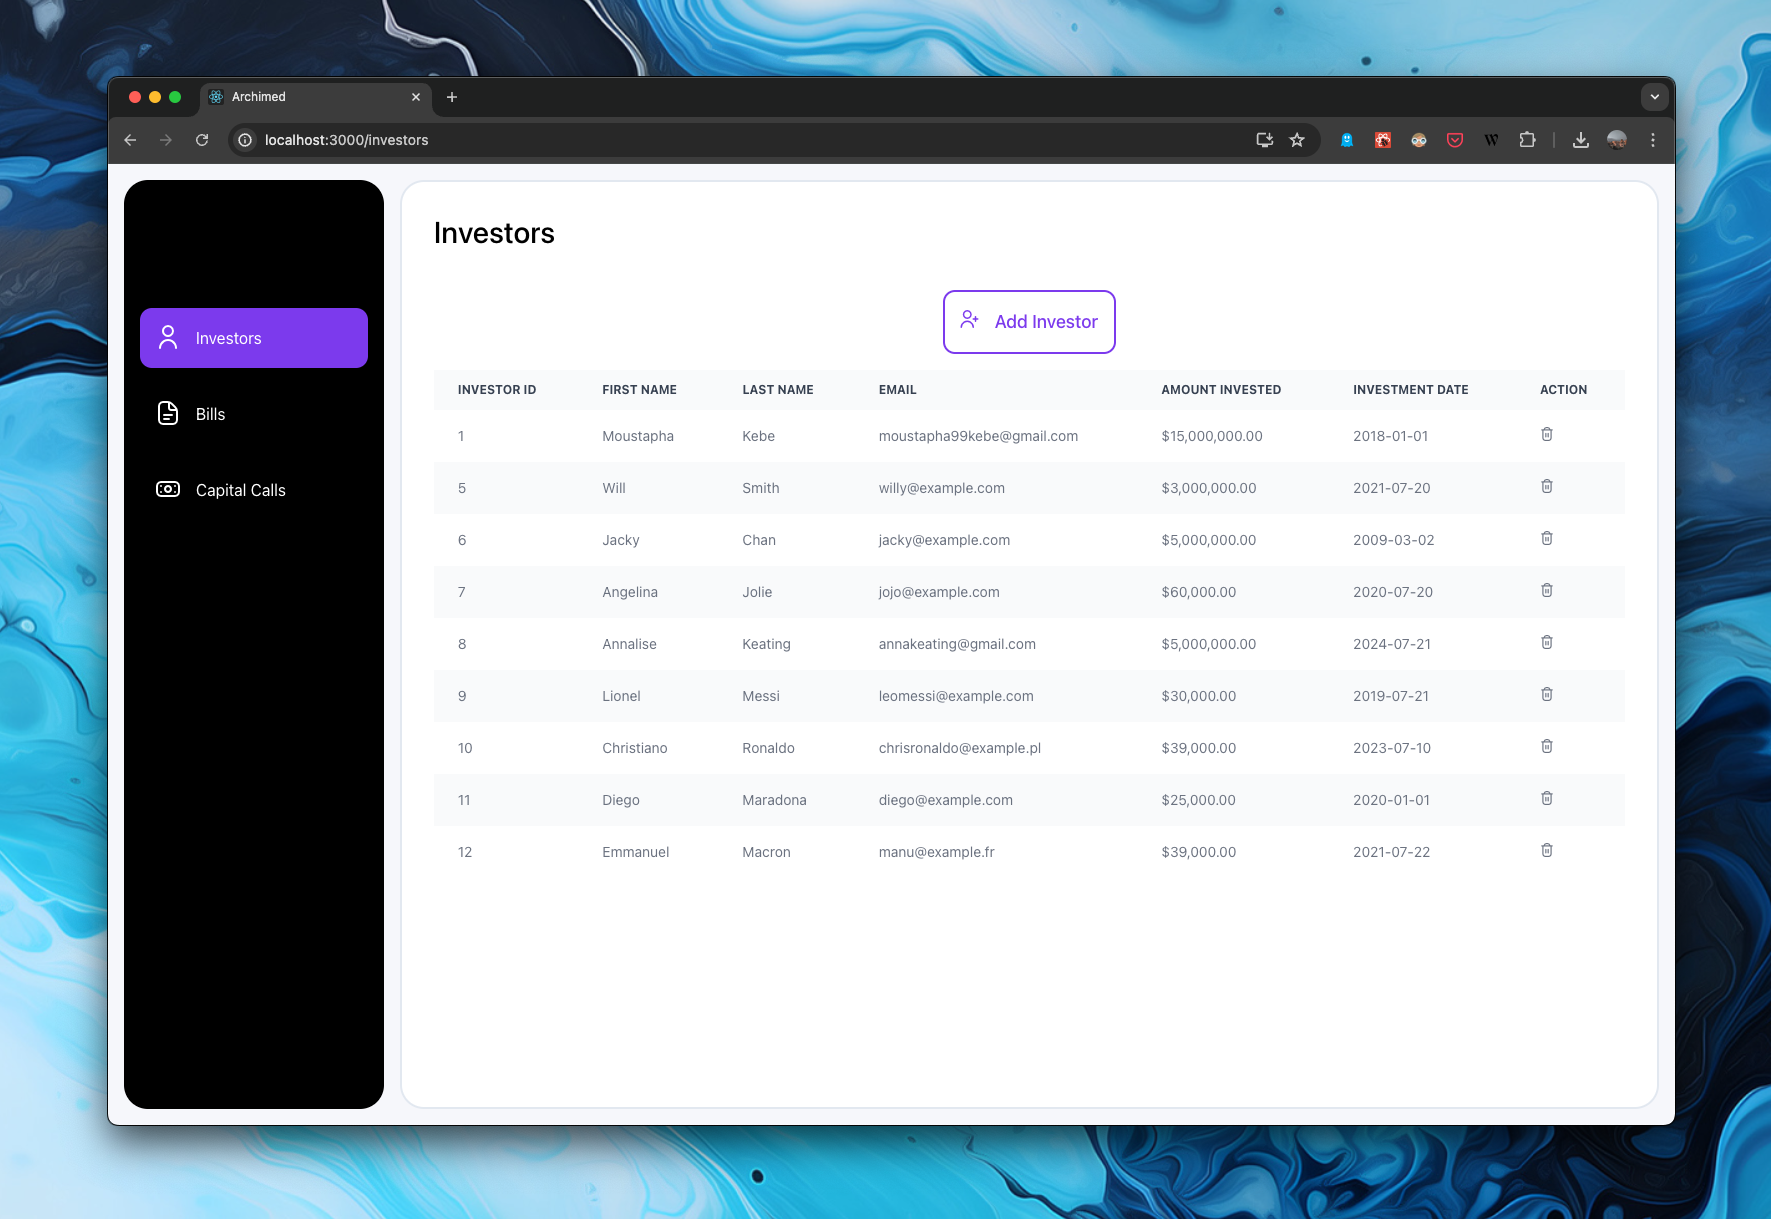 Archimed
localhost:3000/investors
W
Investors
Bills
Capital Calls
Investors
Add Investor
INVESTOR ID FIRST NAME LAST NAME EMAIL AMOUNT INVESTED INVESTMENT DATE ACTION
1 Moustapha Kebe moustapha99kebe@gmail.com $15,000,000.00 2018-01-01
5 Will Smith willy@example.com $3,000,000.00 2021-07-20
6 Jacky Chan jacky@example.com $5,000,000.00 2009-03-02
7 Angelina Jolie jojo@example.com $60,000.00 2020-07-20
8 Annalise Keating annakeating@gmail.com $5,000,000.00 2024-07-21
9 Lionel Messi leomessi@example.com $30,000.00 2019-07-21
10 Christiano Ronaldo chrisronaldo@example.pl $39,000.00 2023-07-10
11 Diego Maradona diego@example.com $25,000.00 2020-01-01
12 Emmanuel Macron manu@example.fr $39,000.00 2021-07-22